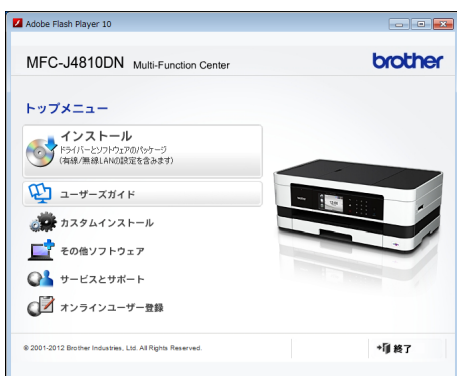 Adobe Flash Player 10
MFC-J4810DN Multi-Function Center
brother
トップメニュー
インストール
ドライバーとソフトウェアのパッケージ
(有線/無線LANの設定を含みます)
ユーザーズガイド
カスタムインストール
その他ソフトウェア
サービスとサポート
オンラインユーザー登録
© 2001-2012 Brother Industries, Ltd. All Rights Reserved.
終了